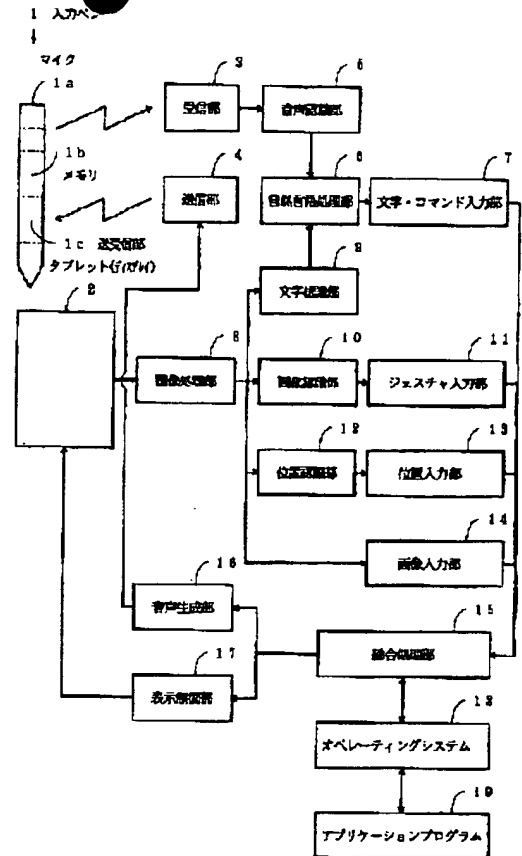 1 入力ペン
マイク
1a
1b
メモリ
1c 送受信部
タブレット(ディスプレイ)
2
3
受信部
4
送信部
5
音声認識部
6
自然言語処理部
7
文字・コマンド入力部
8
画像処理部
9
文字認識部
10
画像認識部
11
ジェスチャ入力部
12
位置認識部
13
位置入力部
14
画像入力部
15
統合処理部
16
音声生成部
17
表示制御部
18
オペレーティングシステム
19
アプリケーションプログラム